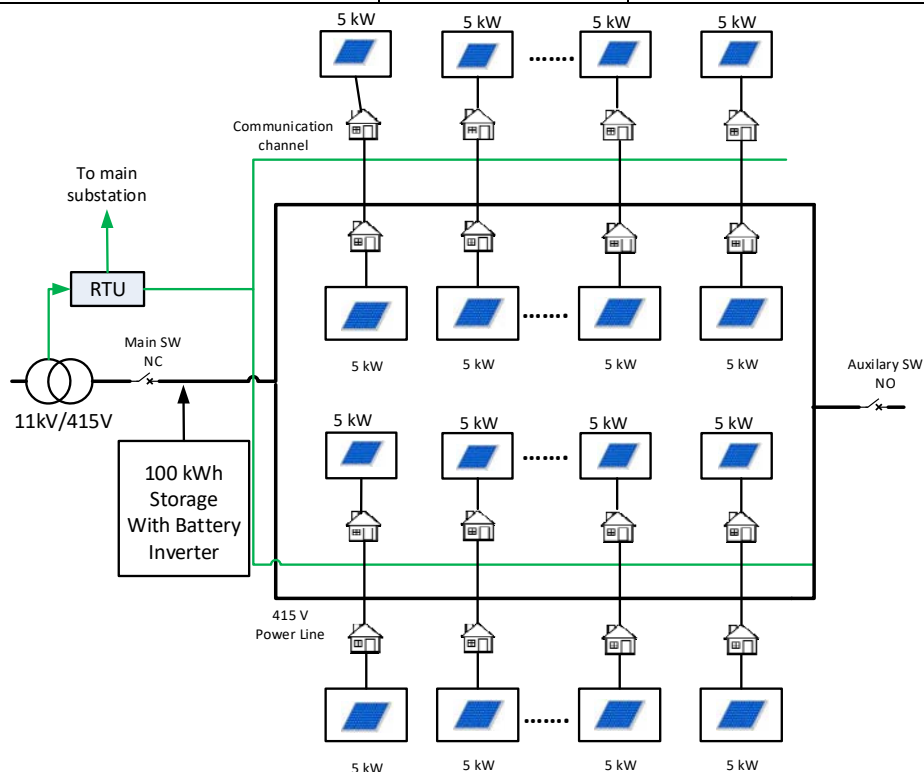 5 kW
5 kW
5 kW
5 kW
Communication
channel
To main
substation
RTU
Main SW
NC
11kV/415V
5 kW
5 kW
5 kW
5 kW
Auxilary SW
NO
100 kWh
Storage
With Battery
Inverter
5 kW
5 kW
5 kW
5 kW
415 V
Power Line
5 kW
5 kW
5 kW
5 kW